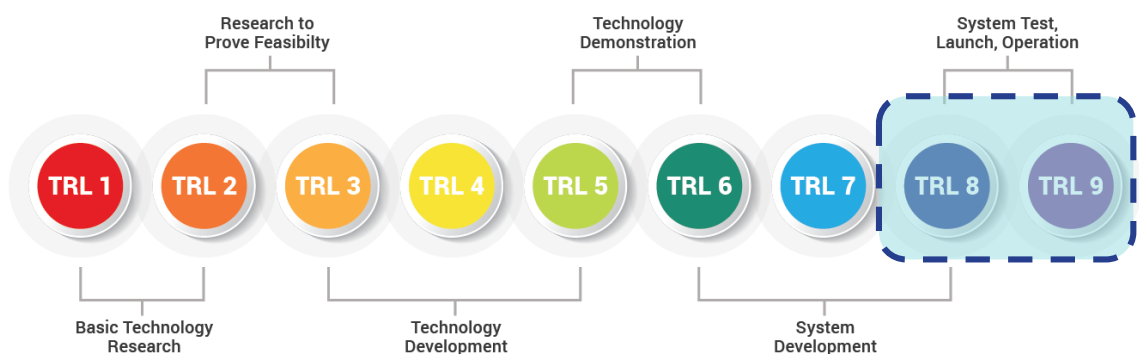 Research to
Prove Feasibilty
Technology
Demonstration
System Test,
Launch, Operation
TRL 1
TRL 2
TRL 3
TRL 4
TRL 5
TRL 6
TRL 7
TRL 8
TRL 9
Basic Technology
Research
Technology
Development
System
Development